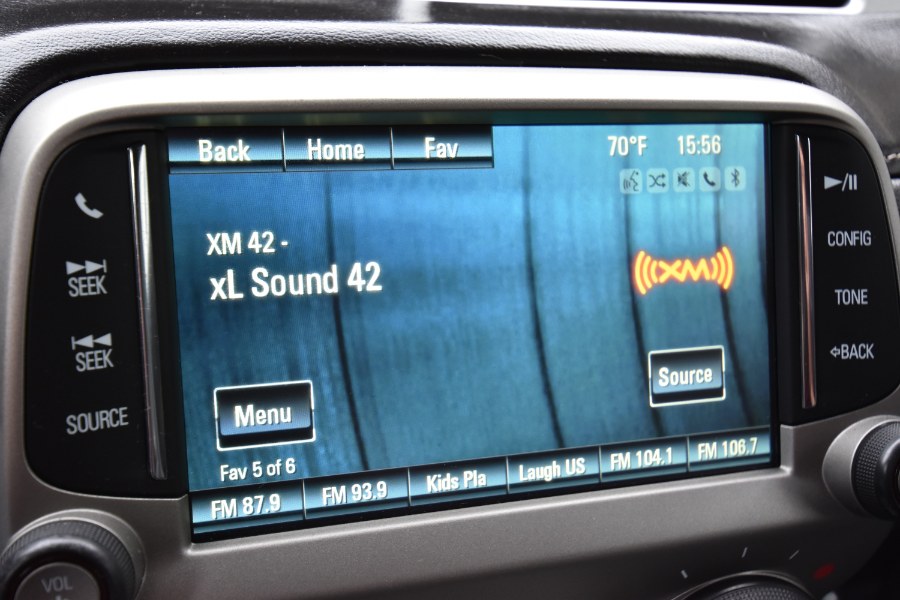 Back Home Fav 70°F 15:56
XM 42 -
xL Sound 42
XM
Menu
Source
Fav 5 of 6
FM 87.9 FM 93.9 Kids Pla Laugh US FM 104.1 FM 106.7
SEEK
SEEK
SOURCE
VOL
CONFIG
TONE
BACK